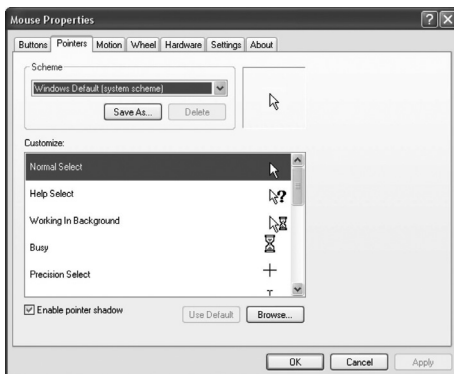 Mouse Properties
Buttons Pointers Motion Wheel Hardware Settings About
Scheme
Windows Default (system scheme)
Save As... Delete
Customize:
Normal Select
Help Select
Working In Background
Busy
Precision Select
Enable pointer shadow
Use Default Browse...
OK Cancel Apply